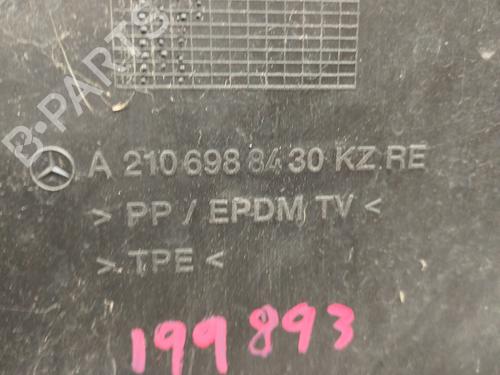 B-PARTS
A 210 698 84 30 KZ RE
> PP / EPDM TV <
> TPE <
199893